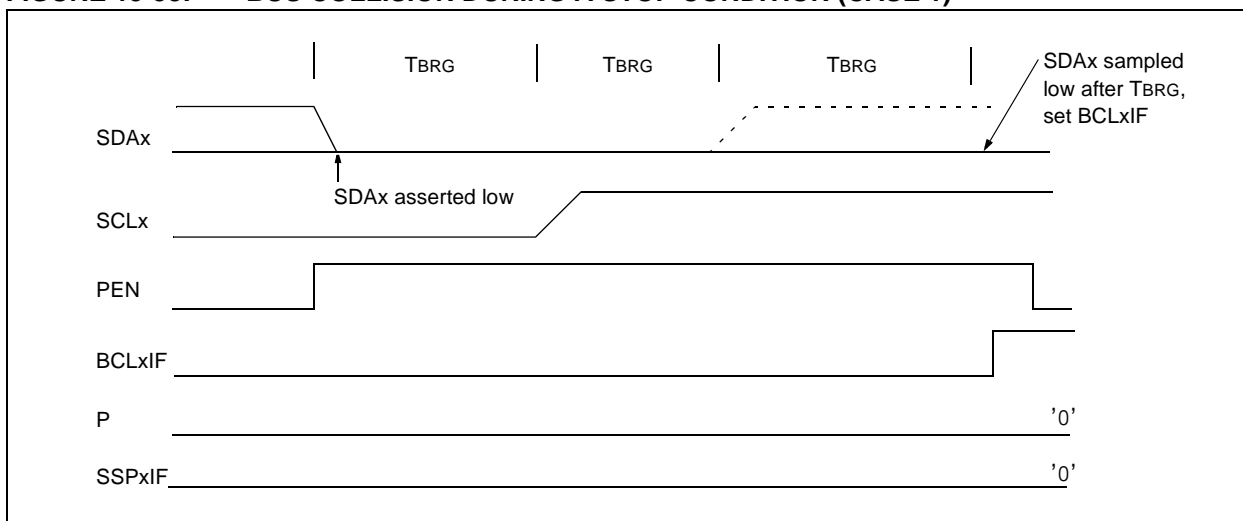 TBRG TBRG TBRG
SDAx sampled
low after TBRG,
set BCLxIF
SDAx
SDAx asserted low
SCLx
PEN
BCLxIF
P '0'
SSPxIF '0'